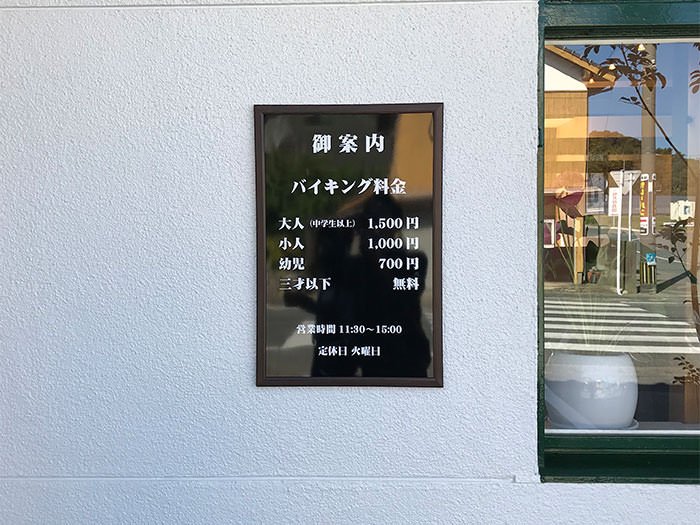 御案内
バイキング料金
大人（中学生以上） 1,500円
小人 1,000円
幼児 700円
三才以下 無料
営業時間 11:30～15:00
定休日 火曜日